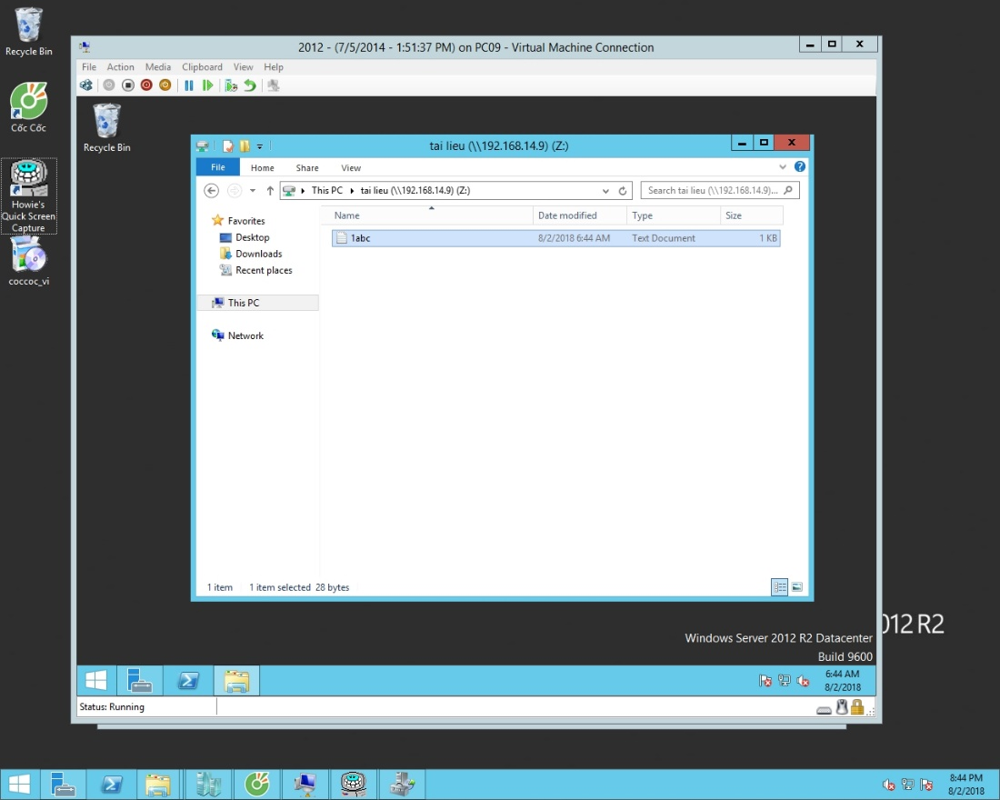 Recycle Bin
Cốc Cốc
Howie's
Quick Screen
Capture
coccoc_vi
2012 - (7/5/2014 - 1:51:37 PM) on PC09 - Virtual Machine Connection
File Action Media Clipboard View Help
Recycle Bin
tai lieu (\\192.168.14.9) (Z:)
File Home Share View
This PC tai lieu (\\192.168.14.9) (Z:)
Search tai lieu (\\192.168.14.9)...
Name Date modified Type Size
1abc 8/2/2018 6:44 AM Text Document 1 KB
Favorites
Desktop
Downloads
Recent places
This PC
Network
1 item 1 item selected 28 bytes
Windows Server 2012 R2 Datacenter
Build 9600
012 R2
6:44 AM
8/2/2018
Status: Running
8:44 PM
8/2/2018